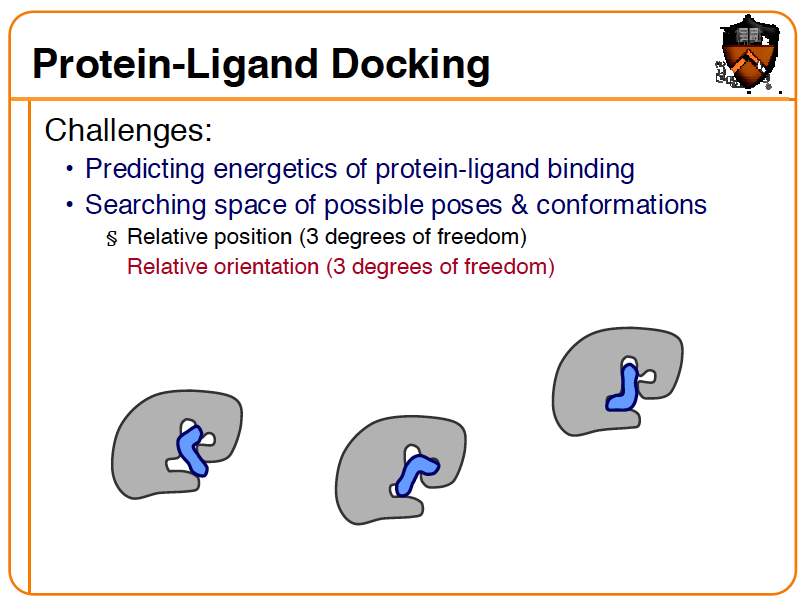 Protein-Ligand Docking
Challenges:
• Predicting energetics of protein-ligand binding
• Searching space of possible poses & conformations
§ Relative position (3 degrees of freedom)
Relative orientation (3 degrees of freedom)